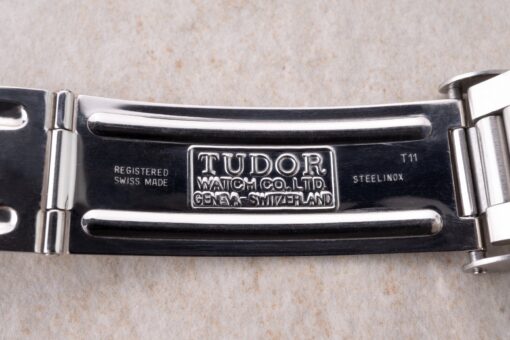 TUDOR
WATCH CO. LTD.
GENEVA-SWITZERLAND
REGISTERED
SWISS MADE
T11
STEELINOX